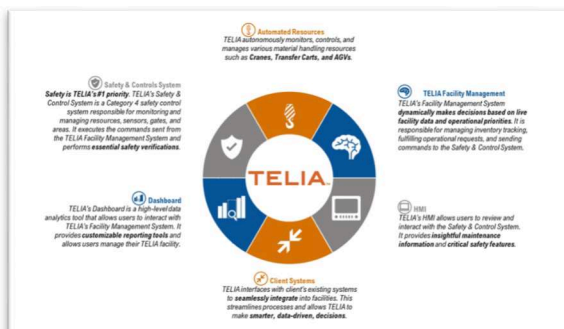 Automated Resources
TELIA autonomously monitors, controls, and
manages various material handling resources
such as Cranes, Transfer Carts, and AGVs.
Safety & Controls System
Safety is TELIA's #1 priority. TELIA's Safety &
Control System is a Category 4 safety control
system responsible for monitoring and
managing resources, sensors, gates, and
areas. It executes the commands sent from
the TELIA Facility Management System and
performs essential safety verifications.
TELIA Facility Management
TELIA's Facility Management System
dynamically makes decisions based on live
facility data and operational priorities. It is
responsible for managing inventory tracking,
fulfilling operational requests, and sending
commands to the Safety & Control System.
TELIA
Dashboard
TELIA's Dashboard is a high-level data
analytics tool that allows users to interact with
TELIA's Facility Management System. It
provides customizable reporting tools and
allows users manage their TELIA facility.
HMI
TELIA's HMI allows users to review and
interact with the Safety & Control System.
It provides insightful maintenance
information and critical safety features.
Client Systems
TELIA interfaces with client's existing systems
to seamlessly integrate into facilities. This
streamlines processes and allows TELIA to
make smarter, data-driven, decisions.